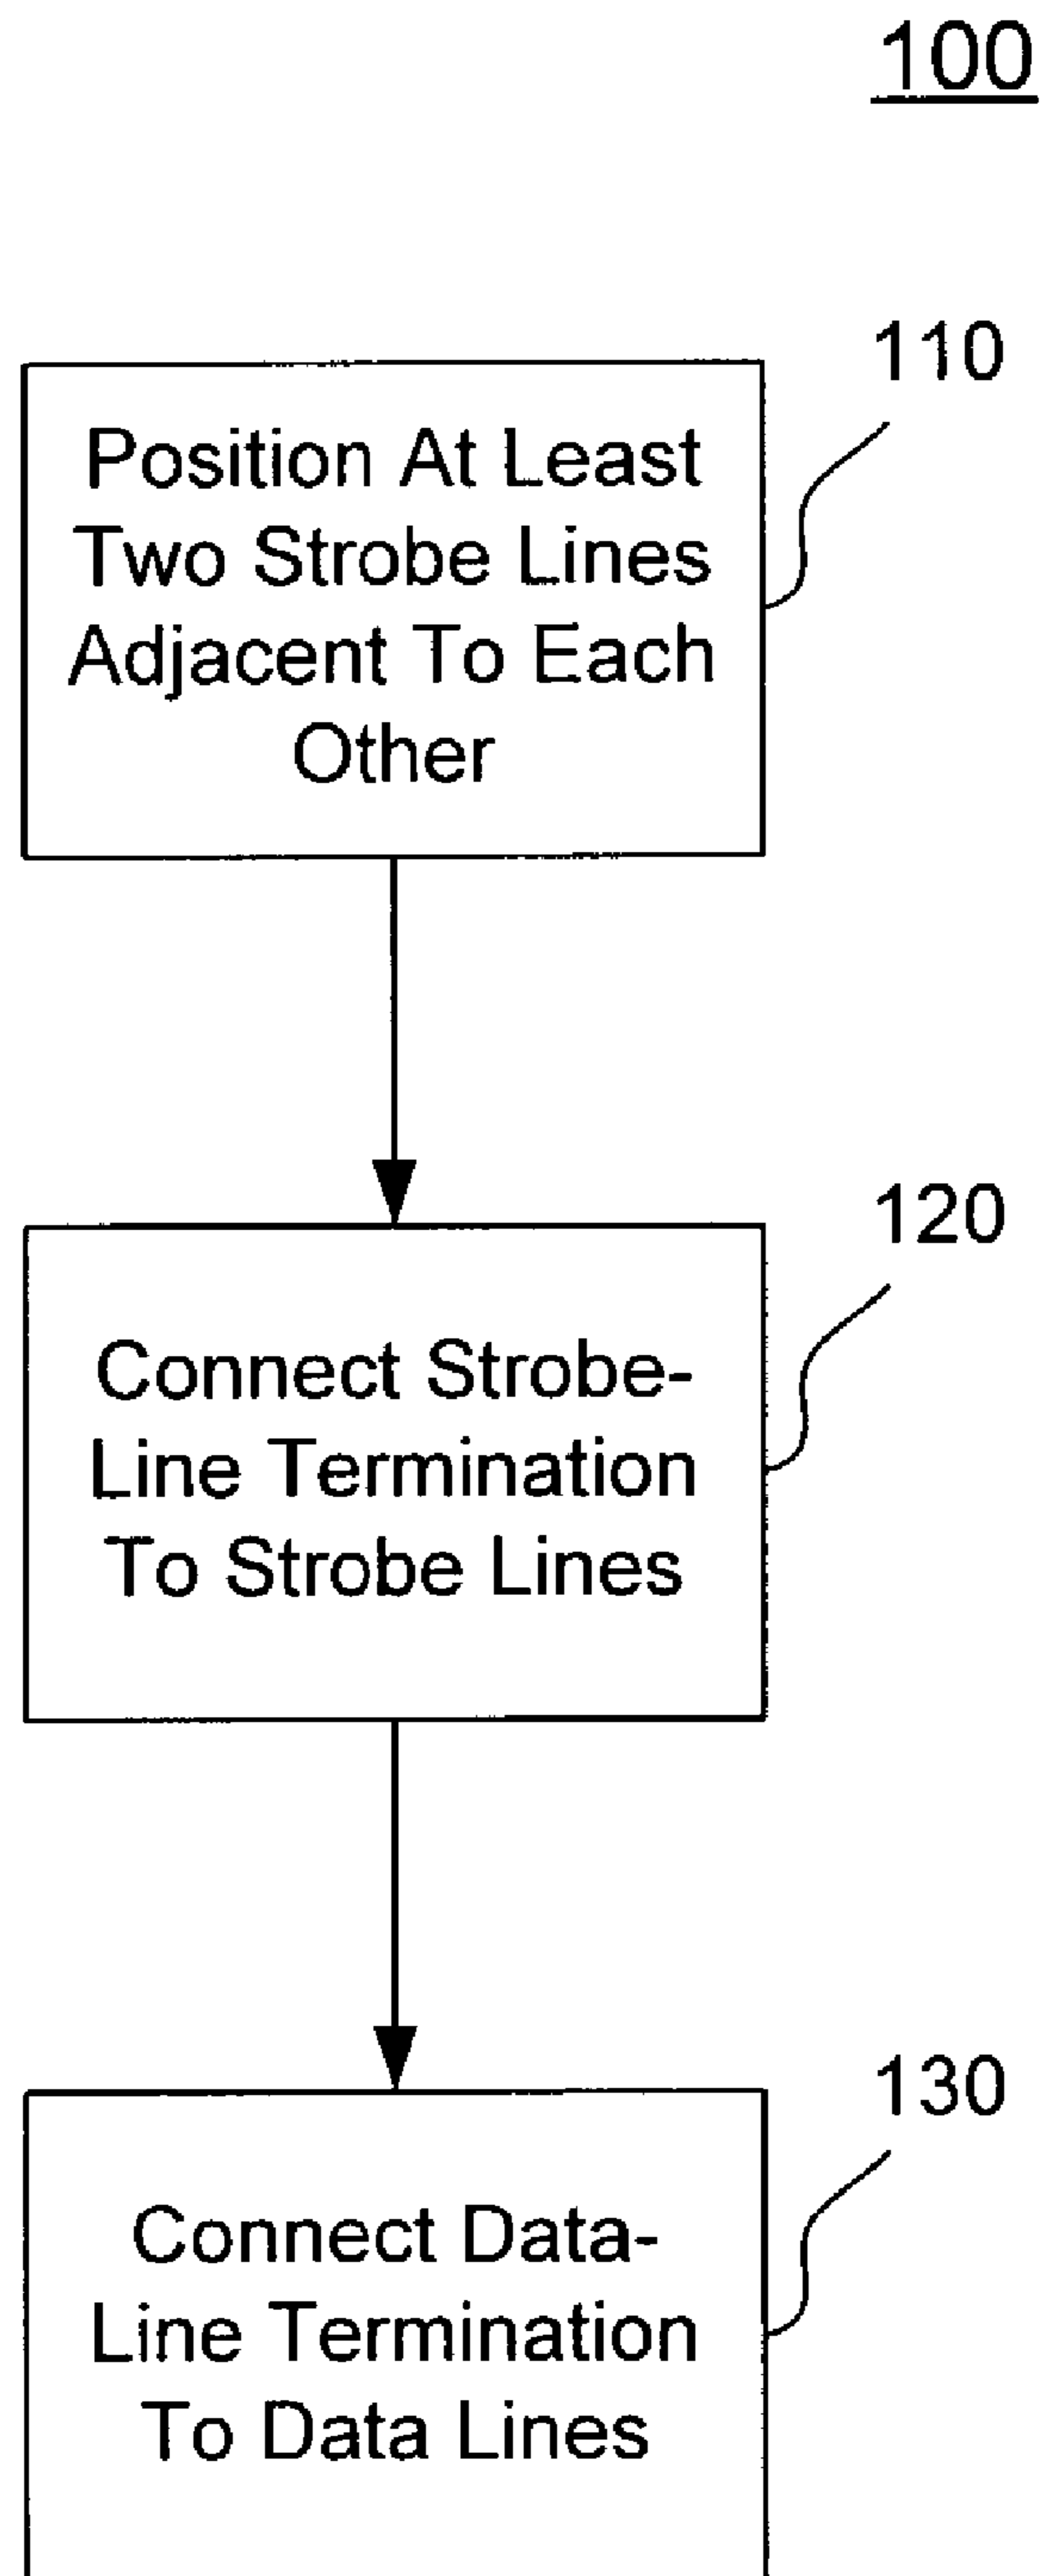 100
110
Position At Least
Two Strobe Lines
Adjacent To Each
Other
120
Connect Strobe-
Line Termination
To Strobe Lines
130
Connect Data-
Line Termination
To Data Lines